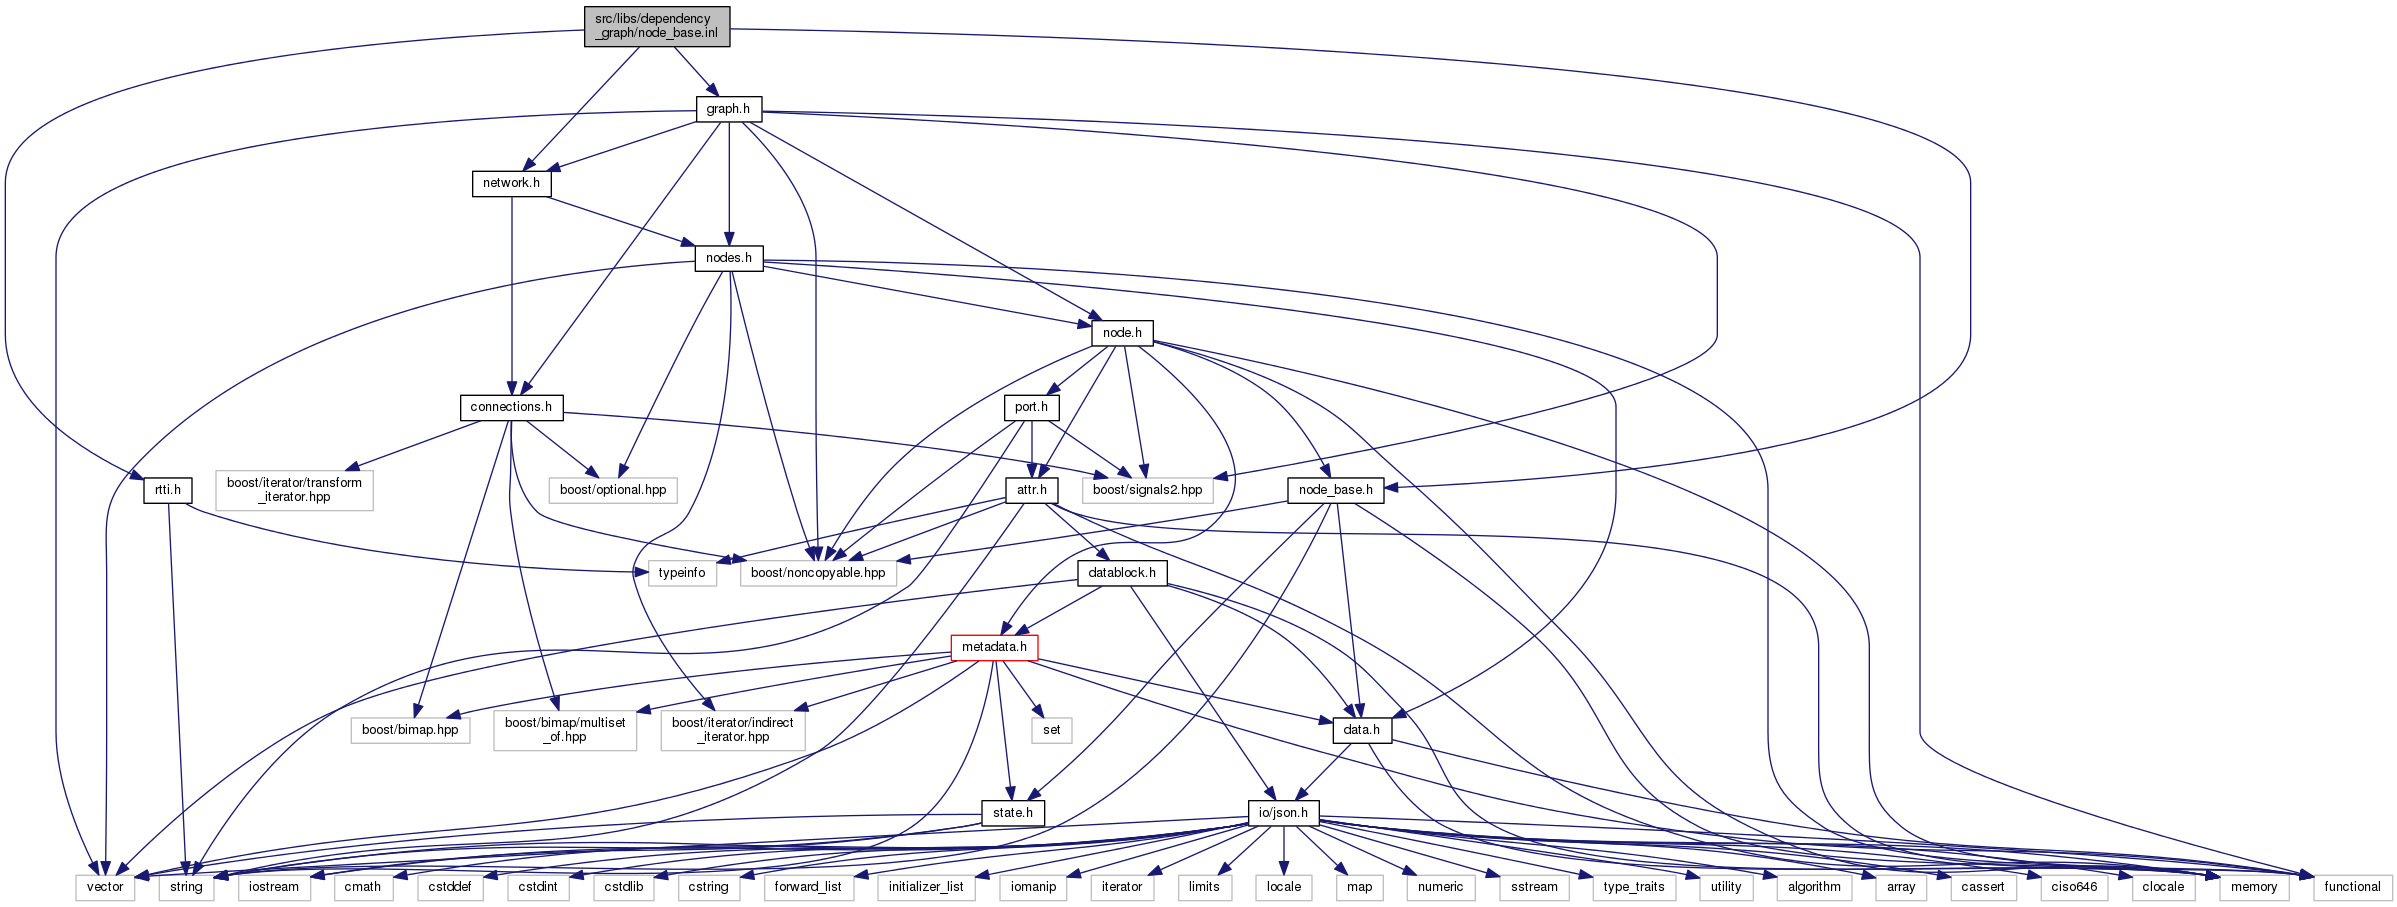 src/libs/dependency
_graph/node_base.inl
graph.h
network.h
nodes.h
node.h
connections.h
port.h
boost/iterator/transform
_iterator.hpp
rtti.h
boost/optional.hpp
attr.h
boost/signals2.hpp
node_base.h
typeinfo
boost/noncopyable.hpp
datablock.h
metadata.h
boost/bimap.hpp
boost/bimap/multiset
_of.hpp
boost/iterator/indirect
_iterator.hpp
set
data.h
state.h
io/json.h
vector
string
iostream
cmath
cstddef
cstdint
cstdlib
cstring
forward_list
initializer_list
iomanip
iterator
limits
locale
map
numeric
sstream
type_traits
utility
algorithm
array
cassert
ciso646
clocale
memory
functional